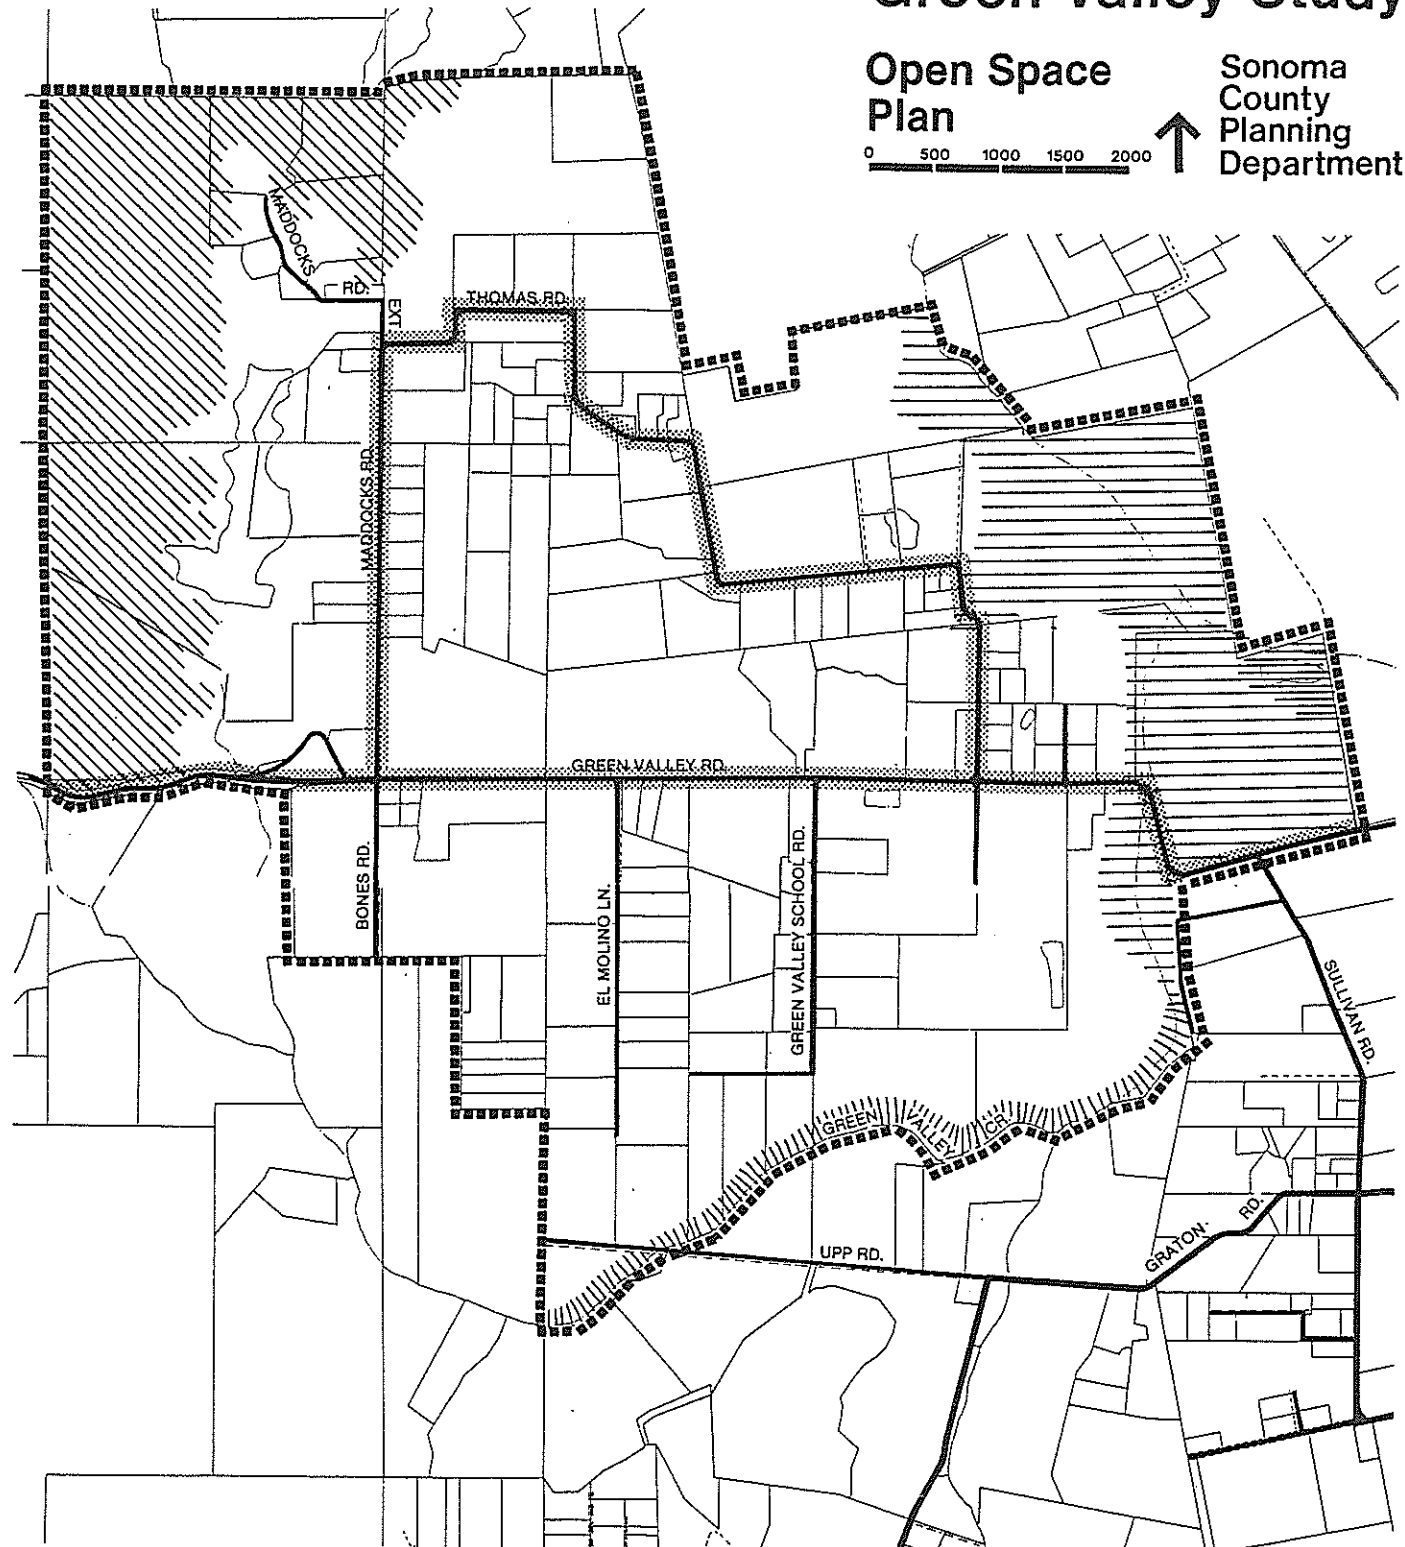 Green Valley Study
Open Space
Plan
0 500 1000 1500 2000
Sonoma
County
Planning
Department
MADDOCKS
RD.
EXT
THOMAS RD.
MADDOCKS RD.
GREEN VALLEY RD.
BONES RD.
EL MOLINO LN.
GREEN VALLEY SCHOOL RD.
SULLIVAN RD.
GREEN VALLEY CR.
UPP RD.
GRATON RD.